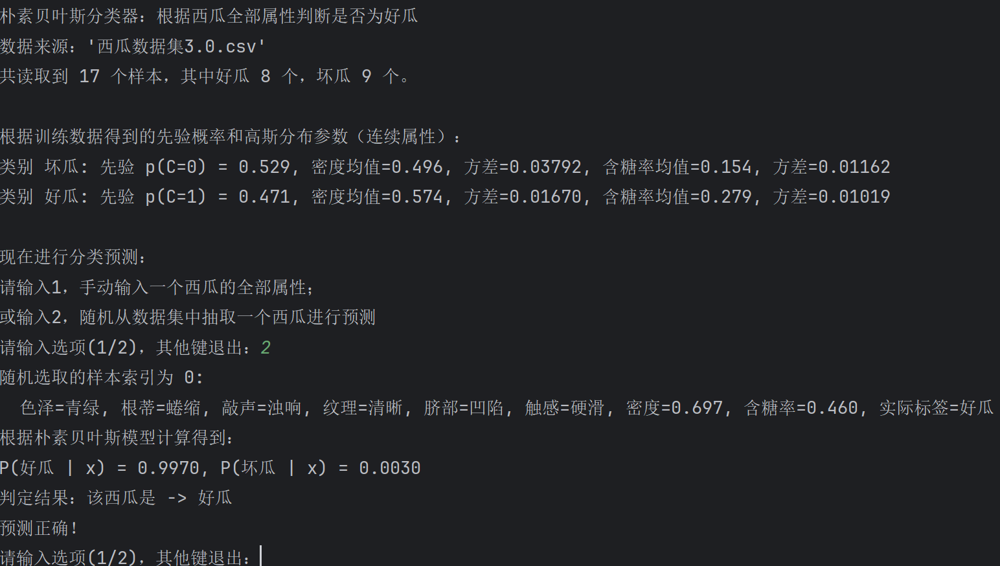 朴素贝叶斯分类器：根据西瓜全部属性判断是否为好瓜
数据来源：'西瓜数据集3.0.csv'
共读取到 17 个样本，其中好瓜 8 个，坏瓜 9 个。
根据训练数据得到的先验概率和高斯分布参数（连续属性）：
类别 坏瓜: 先验 p(C=0) = 0.529, 密度均值=0.496, 方差=0.03792, 含糖率均值=0.154, 方差=0.01162
类别 好瓜: 先验 p(C=1) = 0.471, 密度均值=0.574, 方差=0.01670, 含糖率均值=0.279, 方差=0.01019
现在进行分类预测：
请输入1，手动输入一个西瓜的全部属性；
或输入2，随机从数据集中抽取一个西瓜进行预测
请输入选项(1/2)，其他键退出：2
随机选取的样本索引为 0:
色泽=青绿, 根蒂=蜷缩, 敲声=浊响, 纹理=清晰, 脐部=凹陷, 触感=硬滑, 密度=0.697, 含糖率=0.460, 实际标签=好瓜
根据朴素贝叶斯模型计算得到：
P(好瓜 | x) = 0.9970, P(坏瓜 | x) = 0.0030
判定结果：该西瓜是 -> 好瓜
预测正确！
请输入选项(1/2)，其他键退出：